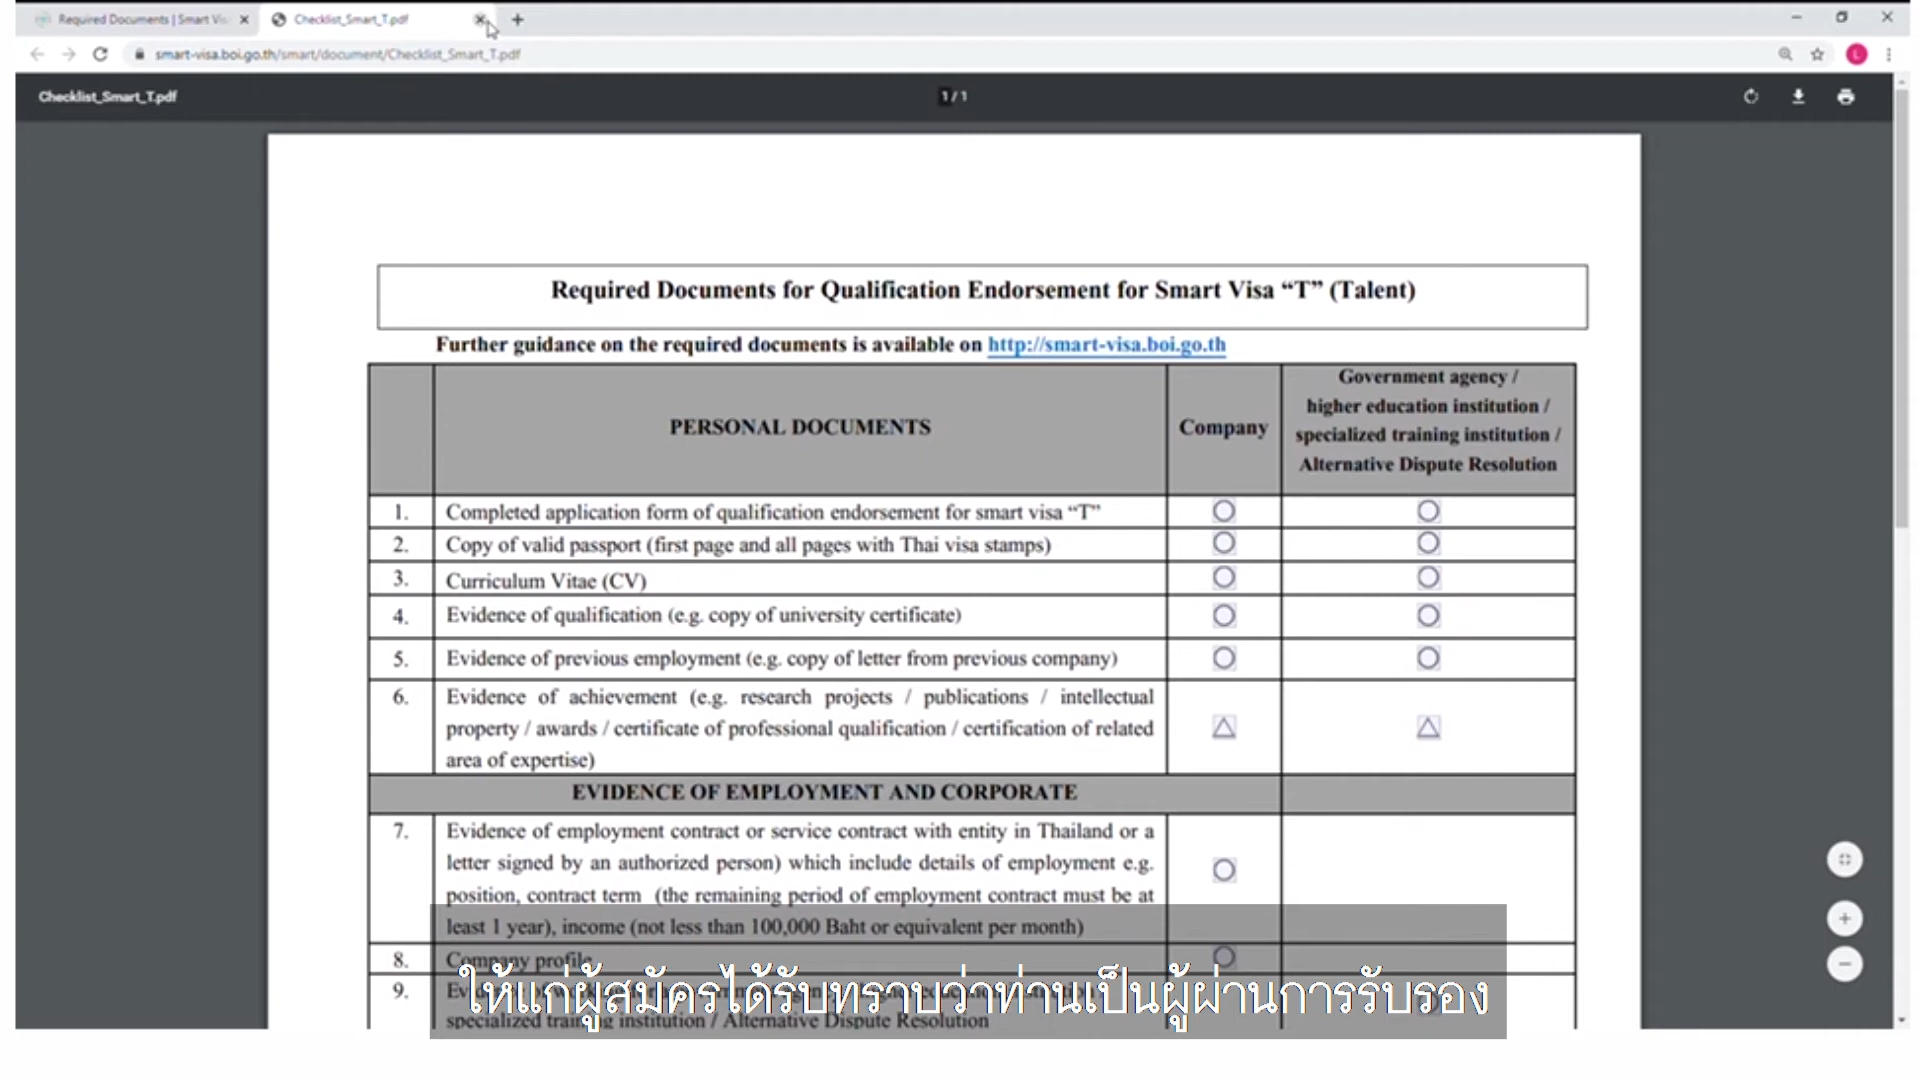 Required Documents | Smart Vis
Checklist_Smart_T.pdf
smart-visa.boi.go.th/smart/document/Checklist_Smart_T.pdf
L
Checklist_Smart_T.pdf
1 / 1
Required Documents for Qualification Endorsement for Smart Visa “T” (Talent)
Further guidance on the required documents is available on http://smart-visa.boi.go.th
PERSONAL DOCUMENTS
Company
Government agency /
higher education institution /
specialized training institution /
Alternative Dispute Resolution
1. Completed application form of qualification endorsement for smart visa “T”
2. Copy of valid passport (first page and all pages with Thai visa stamps)
3. Curriculum Vitae (CV)
4. Evidence of qualification (e.g. copy of university certificate)
5. Evidence of previous employment (e.g. copy of letter from previous company)
6. Evidence of achievement (e.g. research projects / publications / intellectual
property / awards / certificate of professional qualification / certification of related
area of expertise)
EVIDENCE OF EMPLOYMENT AND CORPORATE
7. Evidence of employment contract or service contract with entity in Thailand or a
letter signed by an authorized person) which include details of employment e.g.
position, contract term (the remaining period of employment contract must be at
least 1 year), income (not less than 100,000 Baht or equivalent per month)
8. Company profile
9.
specialized training institution / Alternative Dispute Resolution
ให้แก่ผู้สมัครได้รับทราบว่าท่านเป็นผู้ผ่านการรับรอง